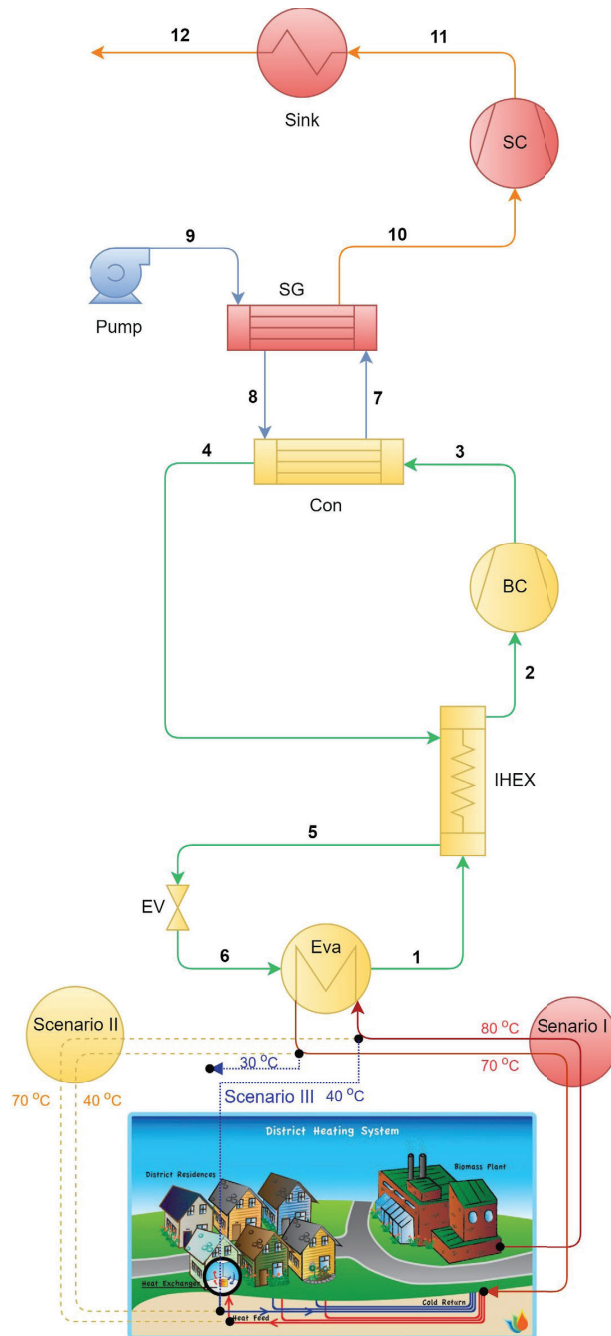 12
11
Sink
SC
9
10
SG
Pump
8
7
4
3
Con
BC
2
IHEX
5
EV
Eva
6
1
Scenario II
80 °C
Senario I
30 °C
70 °C
70 °C
40 °C
Scenario III
40 °C
District Heating System
District Residences
Biomass Plant
Heat Exchanger
Cold Return
Heat Feed